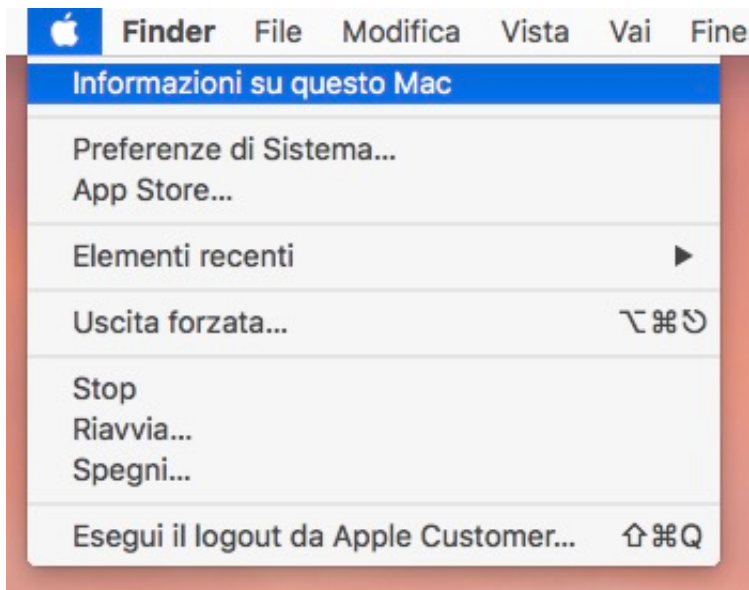 Finder File Modifica Vista Vai Fine
Informazioni su questo Mac
Preferenze di Sistema...
App Store...
Elementi recenti
Uscita forzata... ⌥⌘⎋
Stop
Riavvia...
Spegni...
Esegui il logout da Apple Customer... ⇧⌘Q